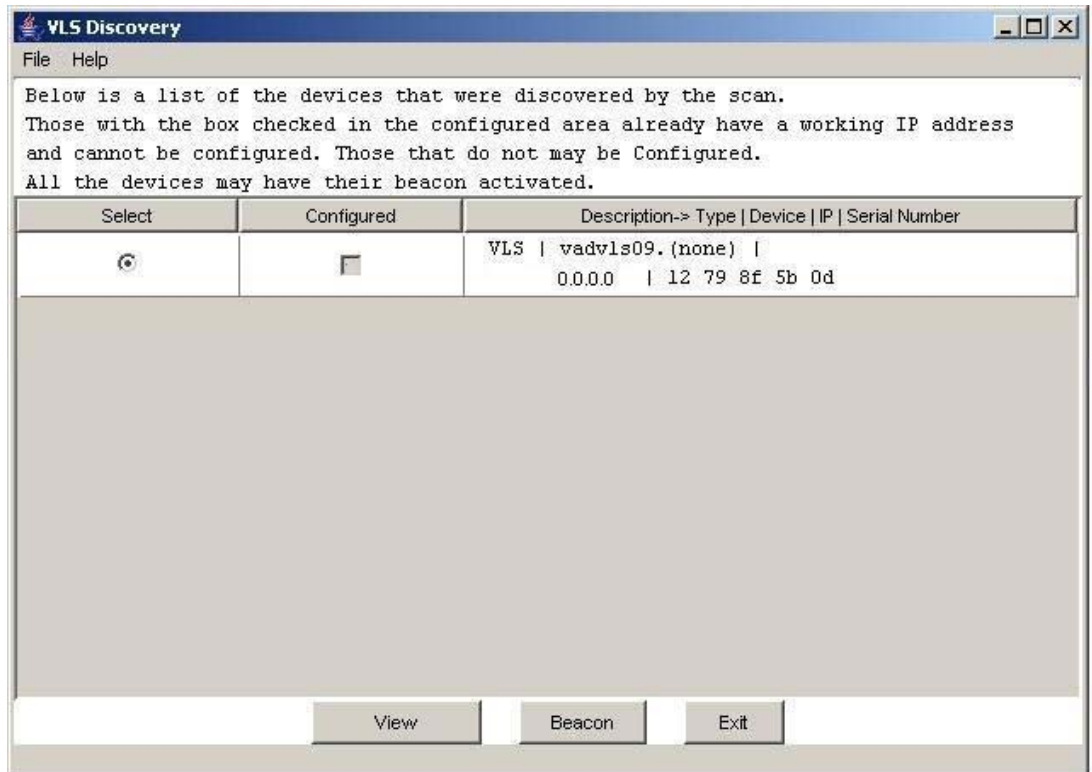 VLS Discovery
File Help
Below is a list of the devices that were discovered by the scan.
Those with the box checked in the configured area already have a working IP address
and cannot be configured. Those that do not may be Configured.
All the devices may have their beacon activated.
Select Configured Description-> Type | Device | IP | Serial Number
VLS | vadvls09.(none) |
0.0.0.0 | 12 79 8f 5b 0d
View Beacon Exit